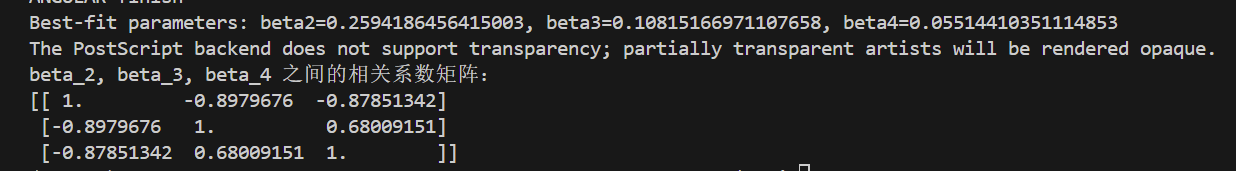 ANGULAR finish
Best-fit parameters: beta2=0.2594186456415003, beta3=0.10815166971107658, beta4=0.05514410351114853
The PostScript backend does not support transparency; partially transparent artists will be rendered opaque.
beta_2, beta_3, beta_4 之间的相关系数矩阵:
[[ 1.         -0.8979676  -0.87851342]
 [-0.8979676   1.          0.68009151]
 [-0.87851342  0.68009151  1.        ]]